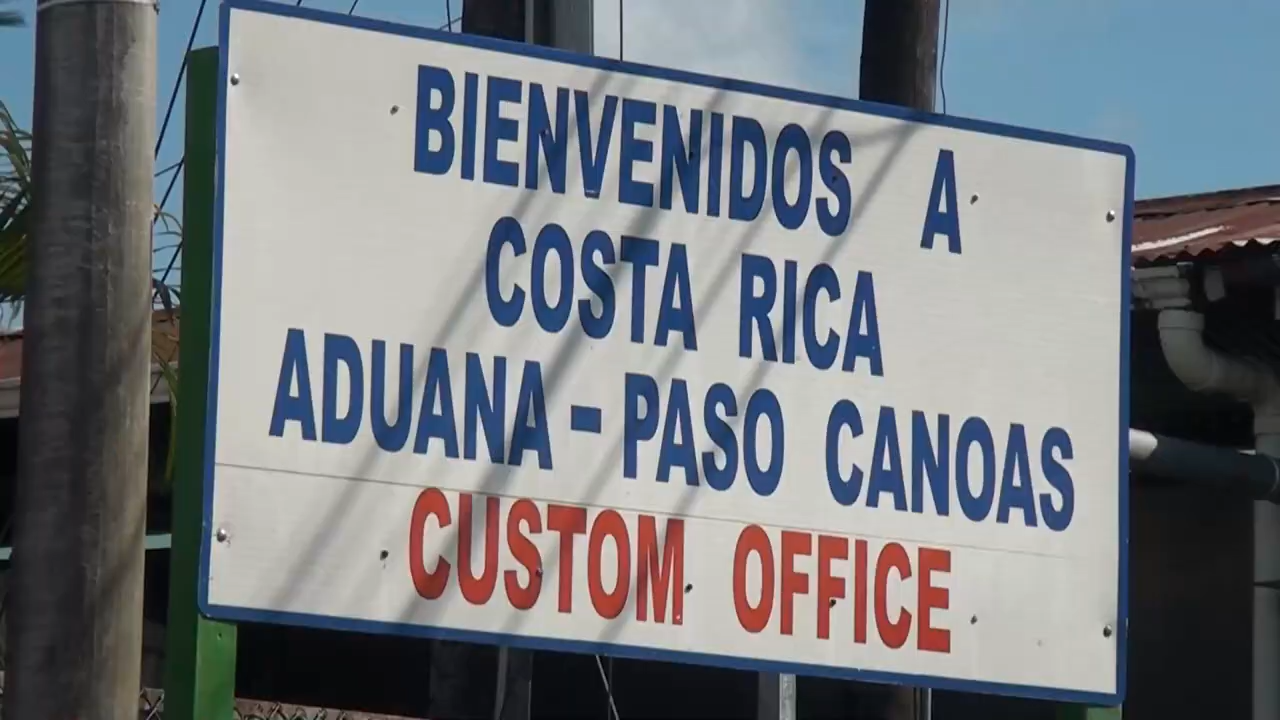 BIENVENIDOS A
COSTA RICA
ADUANA - PASO CANOAS
CUSTOM OFFICE